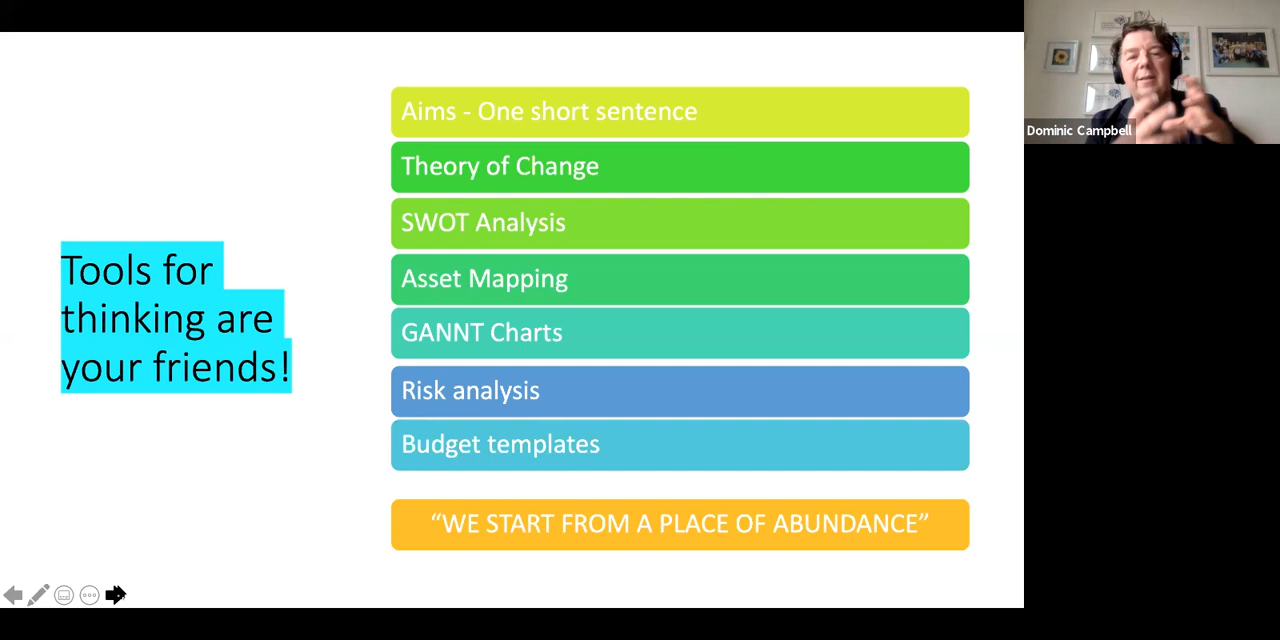 Tools for
thinking are
your friends!
Aims - One short sentence
Theory of Change
SWOT Analysis
Asset Mapping
GANNT Charts
Risk analysis
Budget templates
“WE START FROM A PLACE OF ABUNDANCE”
Dominic Campbell